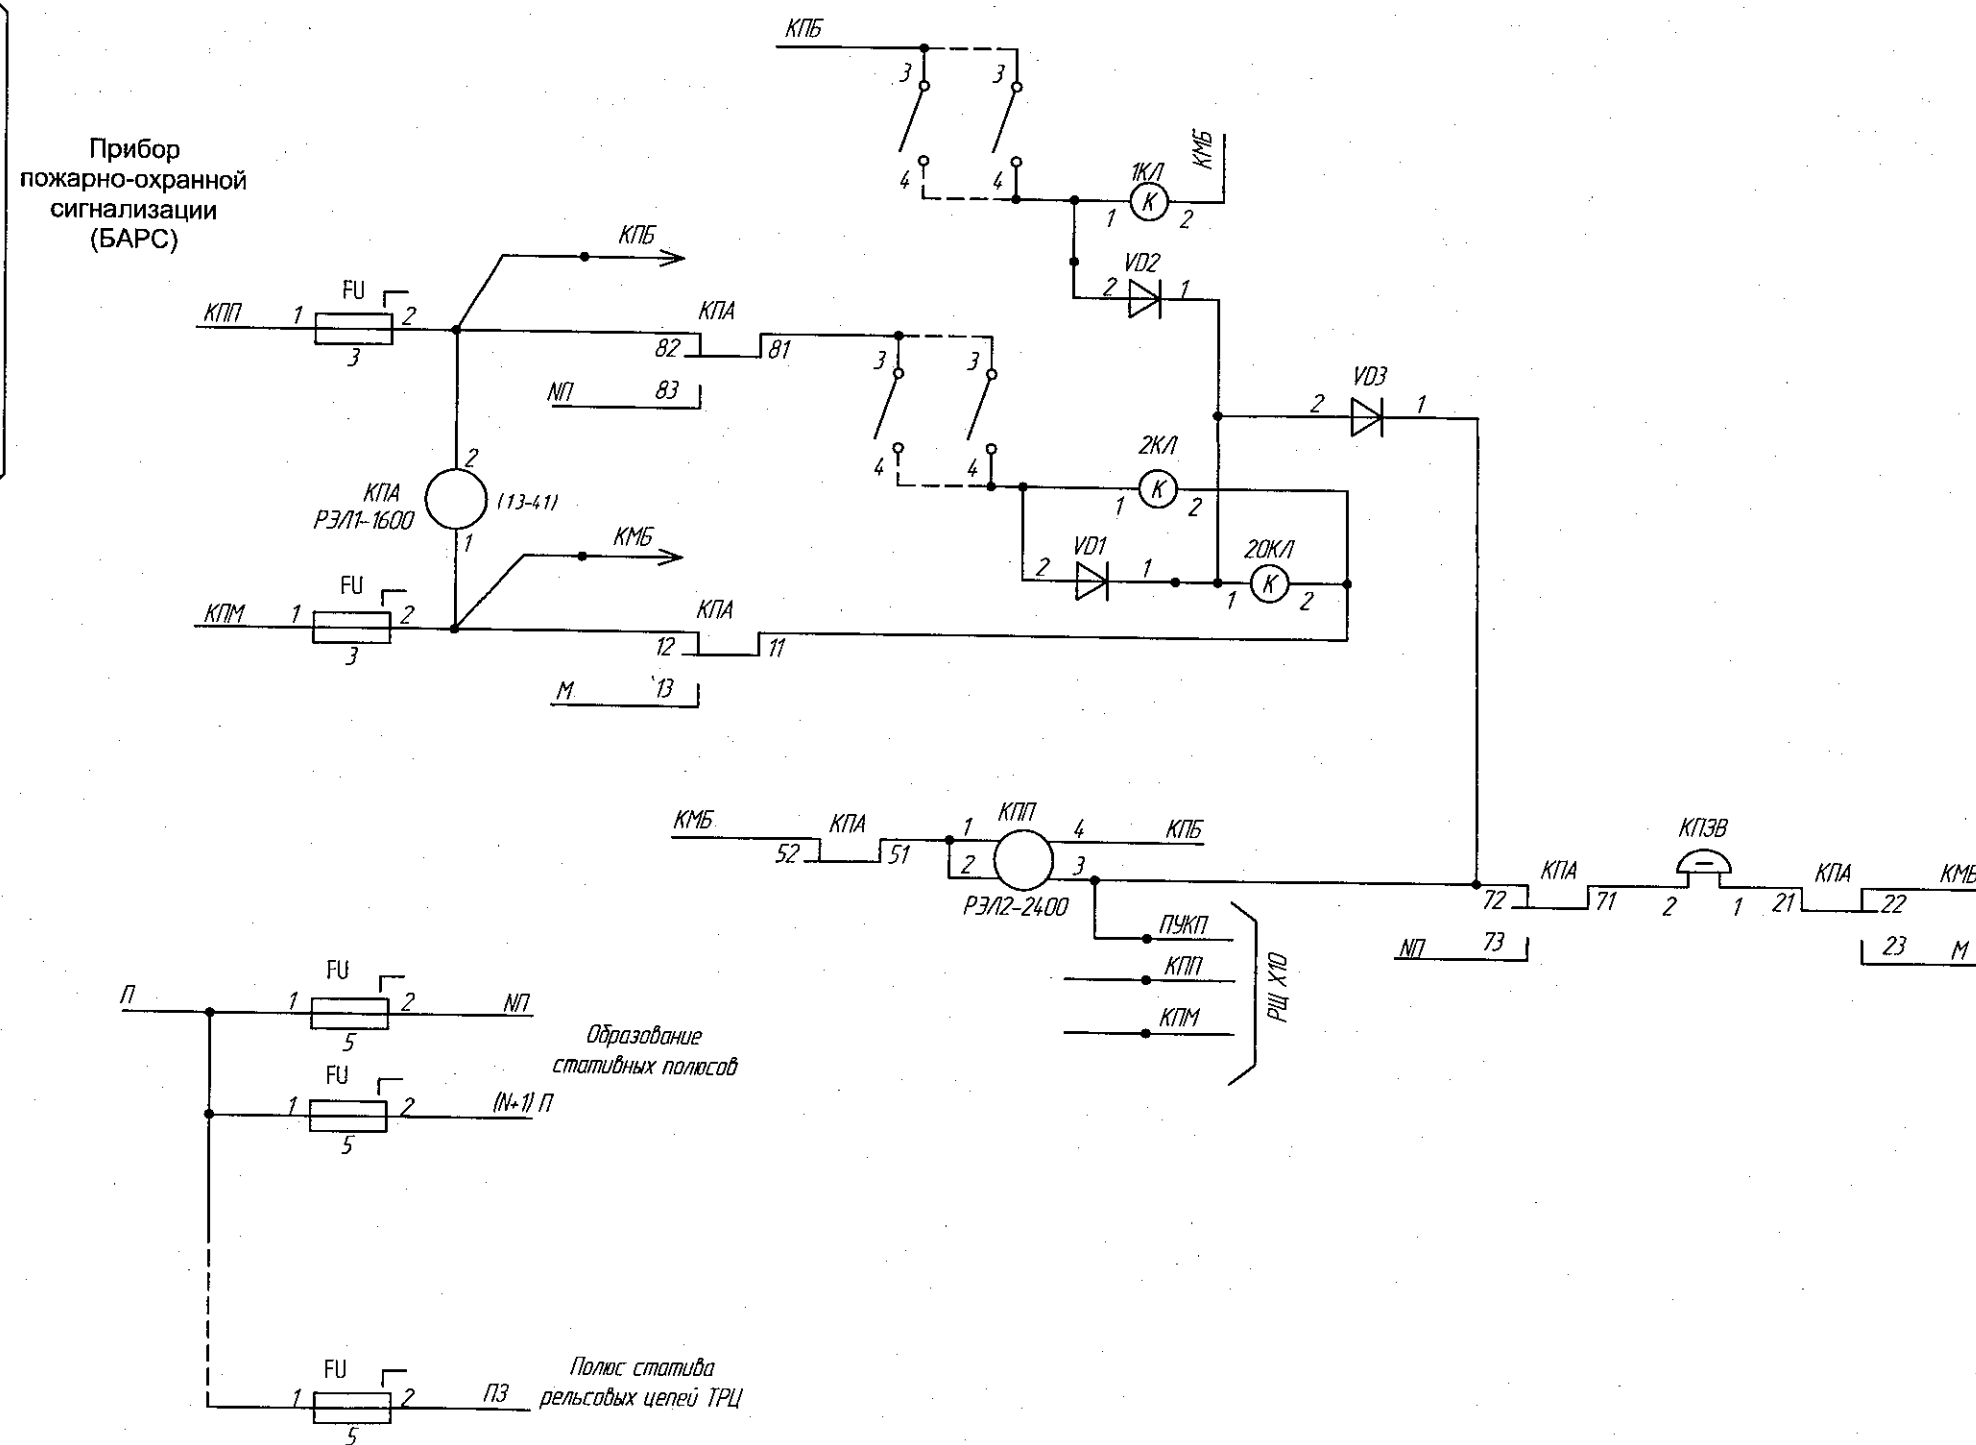 КПБ
3
3
4
4
1КЛ
К
1
2
КМБ
Прибор
пожарно-охранной
сигнализации
(БАРС)
КПБ
VD2
2
1
КПП
1
FU
2
3
КПА
82
81
NП
83
3
3
4
4
VD3
2
1
2КЛ
К
1
2
2
КПА
РЭЛ1-1600
(13-41)
1
КМБ
VD1
2
1
20КЛ
К
1
2
КПМ
1
FU
2
3
КПА
12
11
М
13
КМБ
КПА
52
51
КПП
1
2
4
3
РЭЛ2-2400
КПБ
ПУКП
КПП
КПМ
РЩ Х10
72
КПА
71
NП
73
КПЗВ
2
1
КПА
21
22
КМБ
23
М
П
1
FU
2
5
NП
Образование
стативных полюсов
1
FU
2
5
(N+1) П
1
FU
2
5
ПЗ
Полюс статива
рельсовых цепей ТРЦ